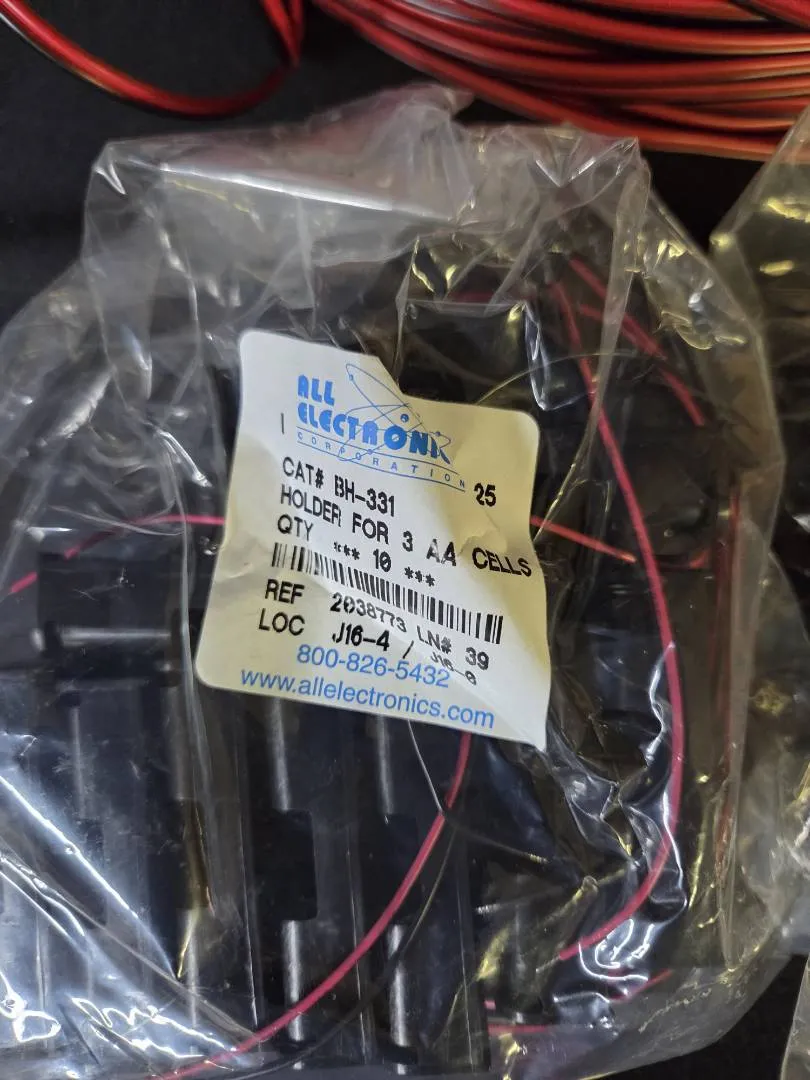 ALL
ELECTRONI
CORPORATION
25
CAT# BH-331
HOLDER FOR 3 AA CELLS
QTY *** 10 ***
REF 2038773 LN# 39
LOC J16-4 /
800-826-5432
www.allelectronics.com